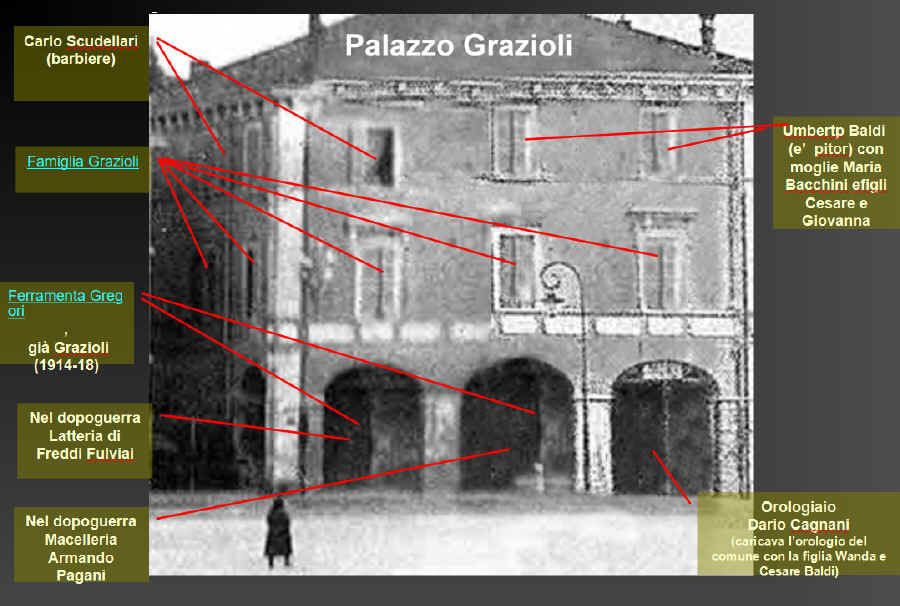 Palazzo Grazioli
Carlo Scudellari
(barbiere)
Famiglia Grazioli
Ferramenta Greg
ori
,
già Grazioli
(1914-18)
Nel dopoguerra
Latteria di
Freddi Fulvial
Nel dopoguerra
Macelleria
Armando
Pagani
Umbertp Baldi
(e' pitor) con
moglie Maria
Bacchini efigli
Cesare e
Giovanna
Orologiaio
Dario Cagnani
(caricava l'orologio del
comune con la figlia Wanda e
Cesare Baldi)